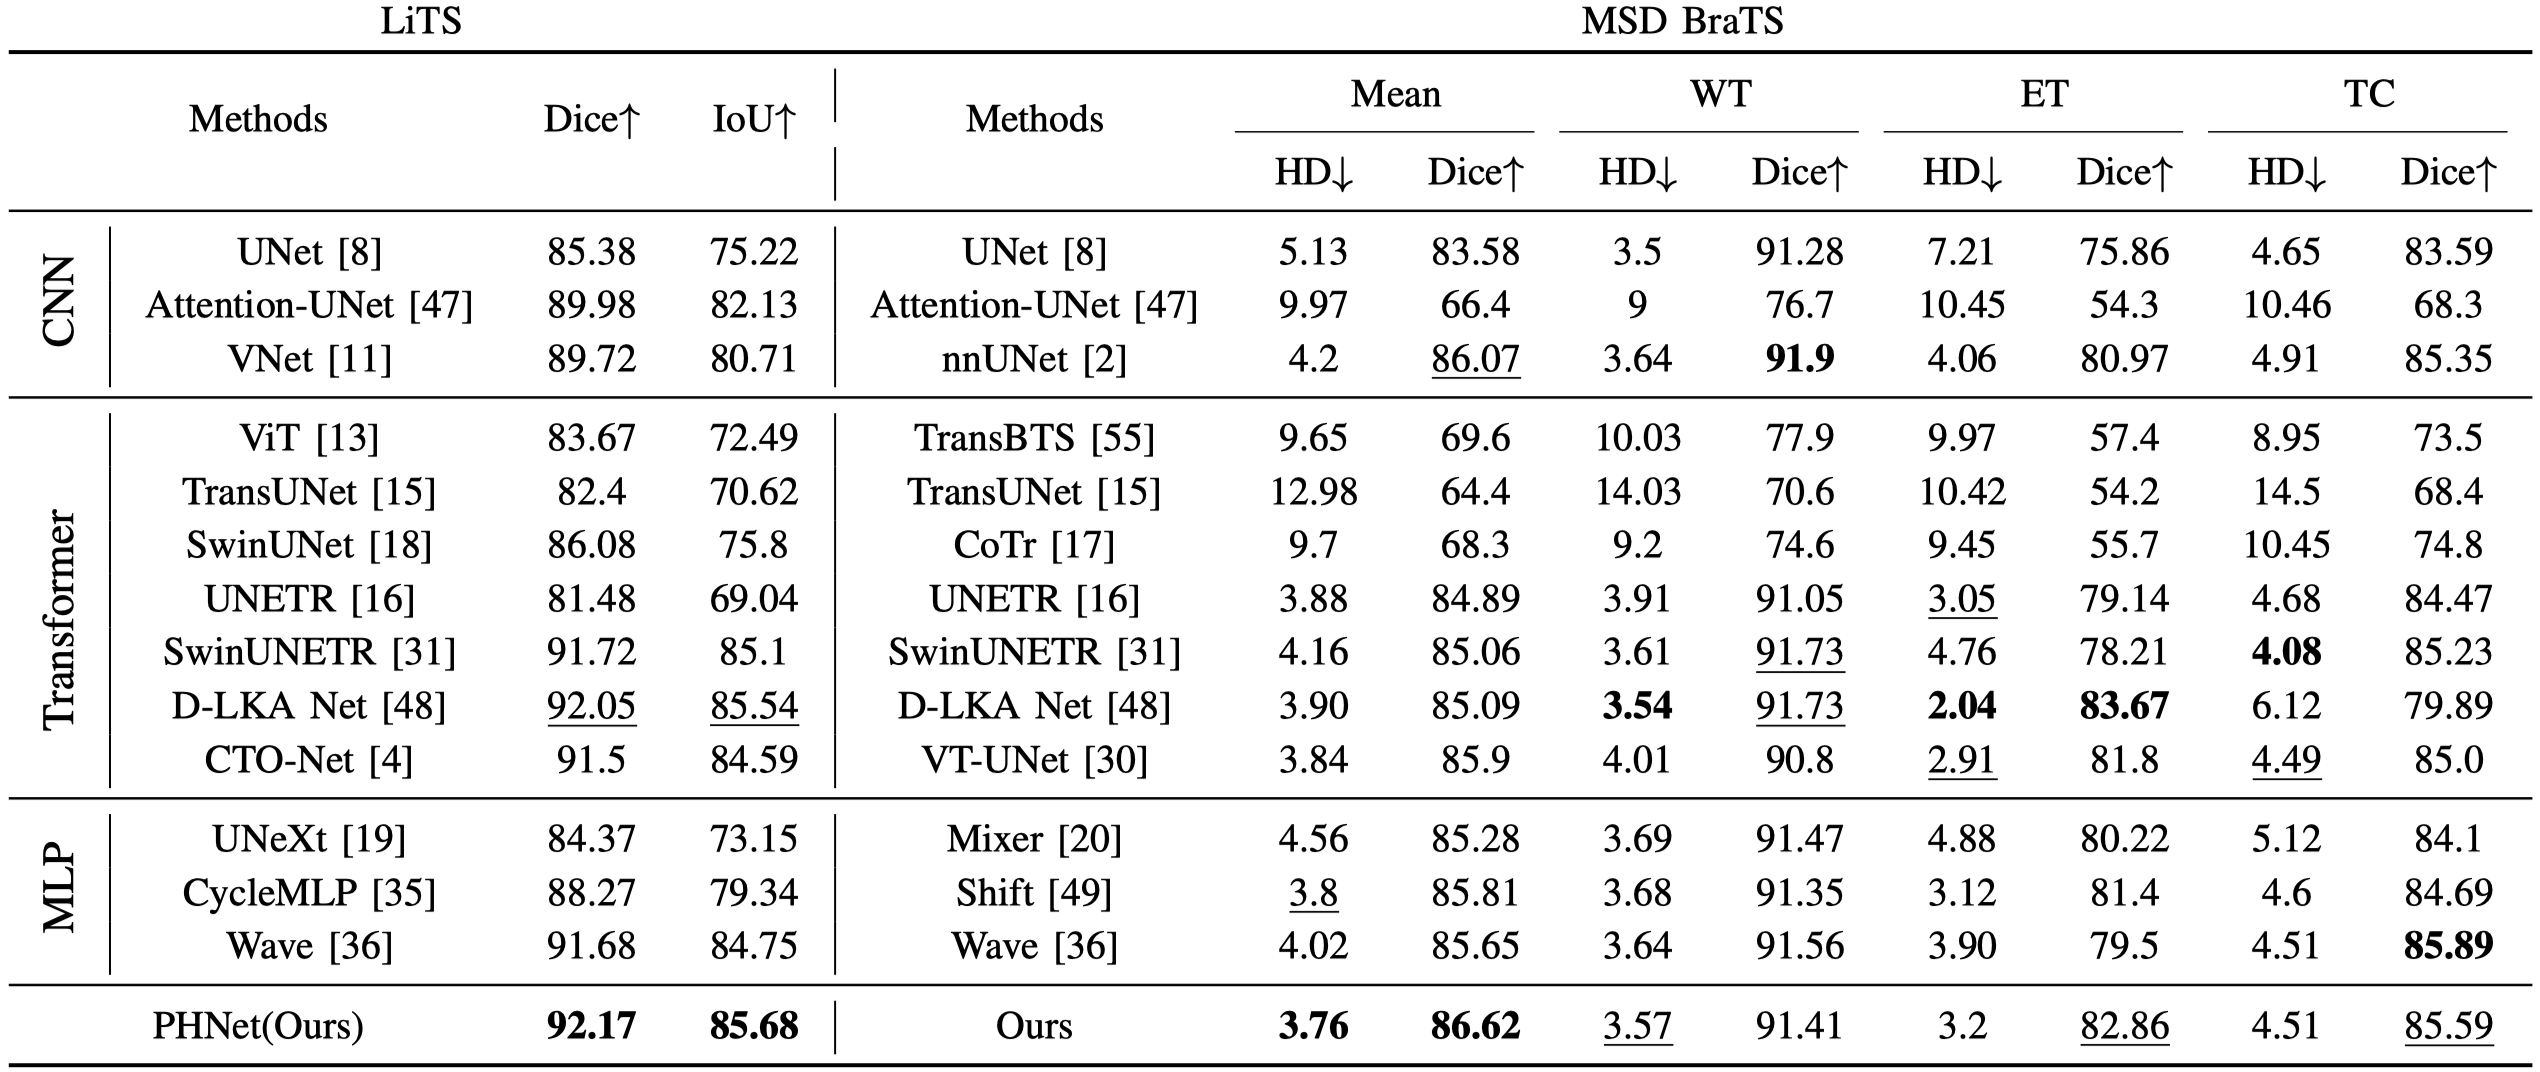 LiTS MSD BraTS
Methods Dice↑ IoU↑ Methods Mean WT ET TC
HD↓ Dice↑ HD↓ Dice↑ HD↓ Dice↑ HD↓ Dice↑
CNN
UNet [8] 85.38 75.22 UNet [8] 5.13 83.58 3.5 91.28 7.21 75.86 4.65 83.59
Attention-UNet [47] 89.98 82.13 Attention-UNet [47] 9.97 66.4 9 76.7 10.45 54.3 10.46 68.3
VNet [11] 89.72 80.71 nnUNet [2] 4.2 86.07 3.64 91.9 4.06 80.97 4.91 85.35
Transformer
ViT [13] 83.67 72.49 TransBTS [55] 9.65 69.6 10.03 77.9 9.97 57.4 8.95 73.5
TransUNet [15] 82.4 70.62 TransUNet [15] 12.98 64.4 14.03 70.6 10.42 54.2 14.5 68.4
SwinUNet [18] 86.08 75.8 CoTr [17] 9.7 68.3 9.2 74.6 9.45 55.7 10.45 74.8
UNETR [16] 81.48 69.04 UNETR [16] 3.88 84.89 3.91 91.05 3.05 79.14 4.68 84.47
SwinUNETR [31] 91.72 85.1 SwinUNETR [31] 4.16 85.06 3.61 91.73 4.76 78.21 4.08 85.23
D-LKA Net [48] 92.05 85.54 D-LKA Net [48] 3.90 85.09 3.54 91.73 2.04 83.67 6.12 79.89
CTO-Net [4] 91.5 84.59 VT-UNet [30] 3.84 85.9 4.01 90.8 2.91 81.8 4.49 85.0
MLP
UNeXt [19] 84.37 73.15 Mixer [20] 4.56 85.28 3.69 91.47 4.88 80.22 5.12 84.1
CycleMLP [35] 88.27 79.34 Shift [49] 3.8 85.81 3.68 91.35 3.12 81.4 4.6 84.69
Wave [36] 91.68 84.75 Wave [36] 4.02 85.65 3.64 91.56 3.90 79.5 4.51 85.89
PHNet(Ours) 92.17 85.68 Ours 3.76 86.62 3.57 91.41 3.2 82.86 4.51 85.59